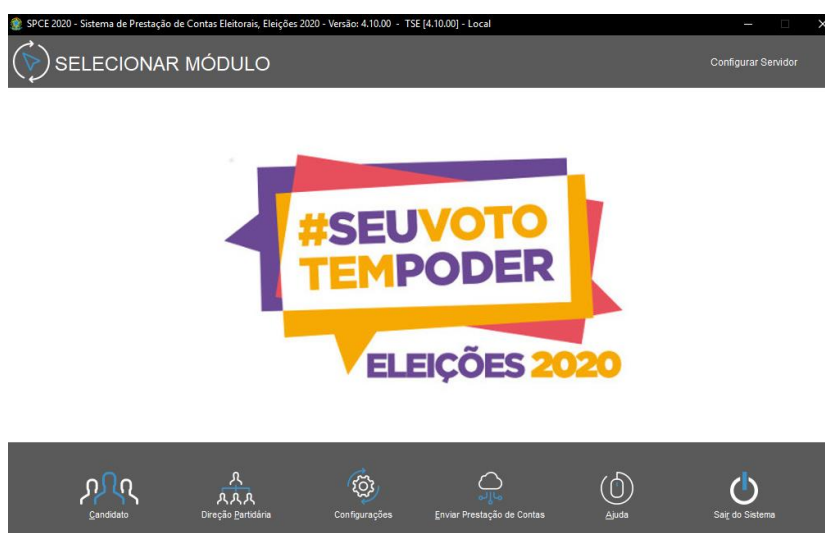 SPCE 2020 - Sistema de Prestação de Contas Eleitorais, Eleições 2020 - Versão: 4.10.00 - TSE [4.10.00] - Local
SELECIONAR MÓDULO
Configurar Servidor
#SEUVOTO
TEMPODER
ELEIÇÕES 2020
Candidato
Direção Partidária
Configurações
Enviar Prestação de Contas
Ajuda
Sair do Sistema